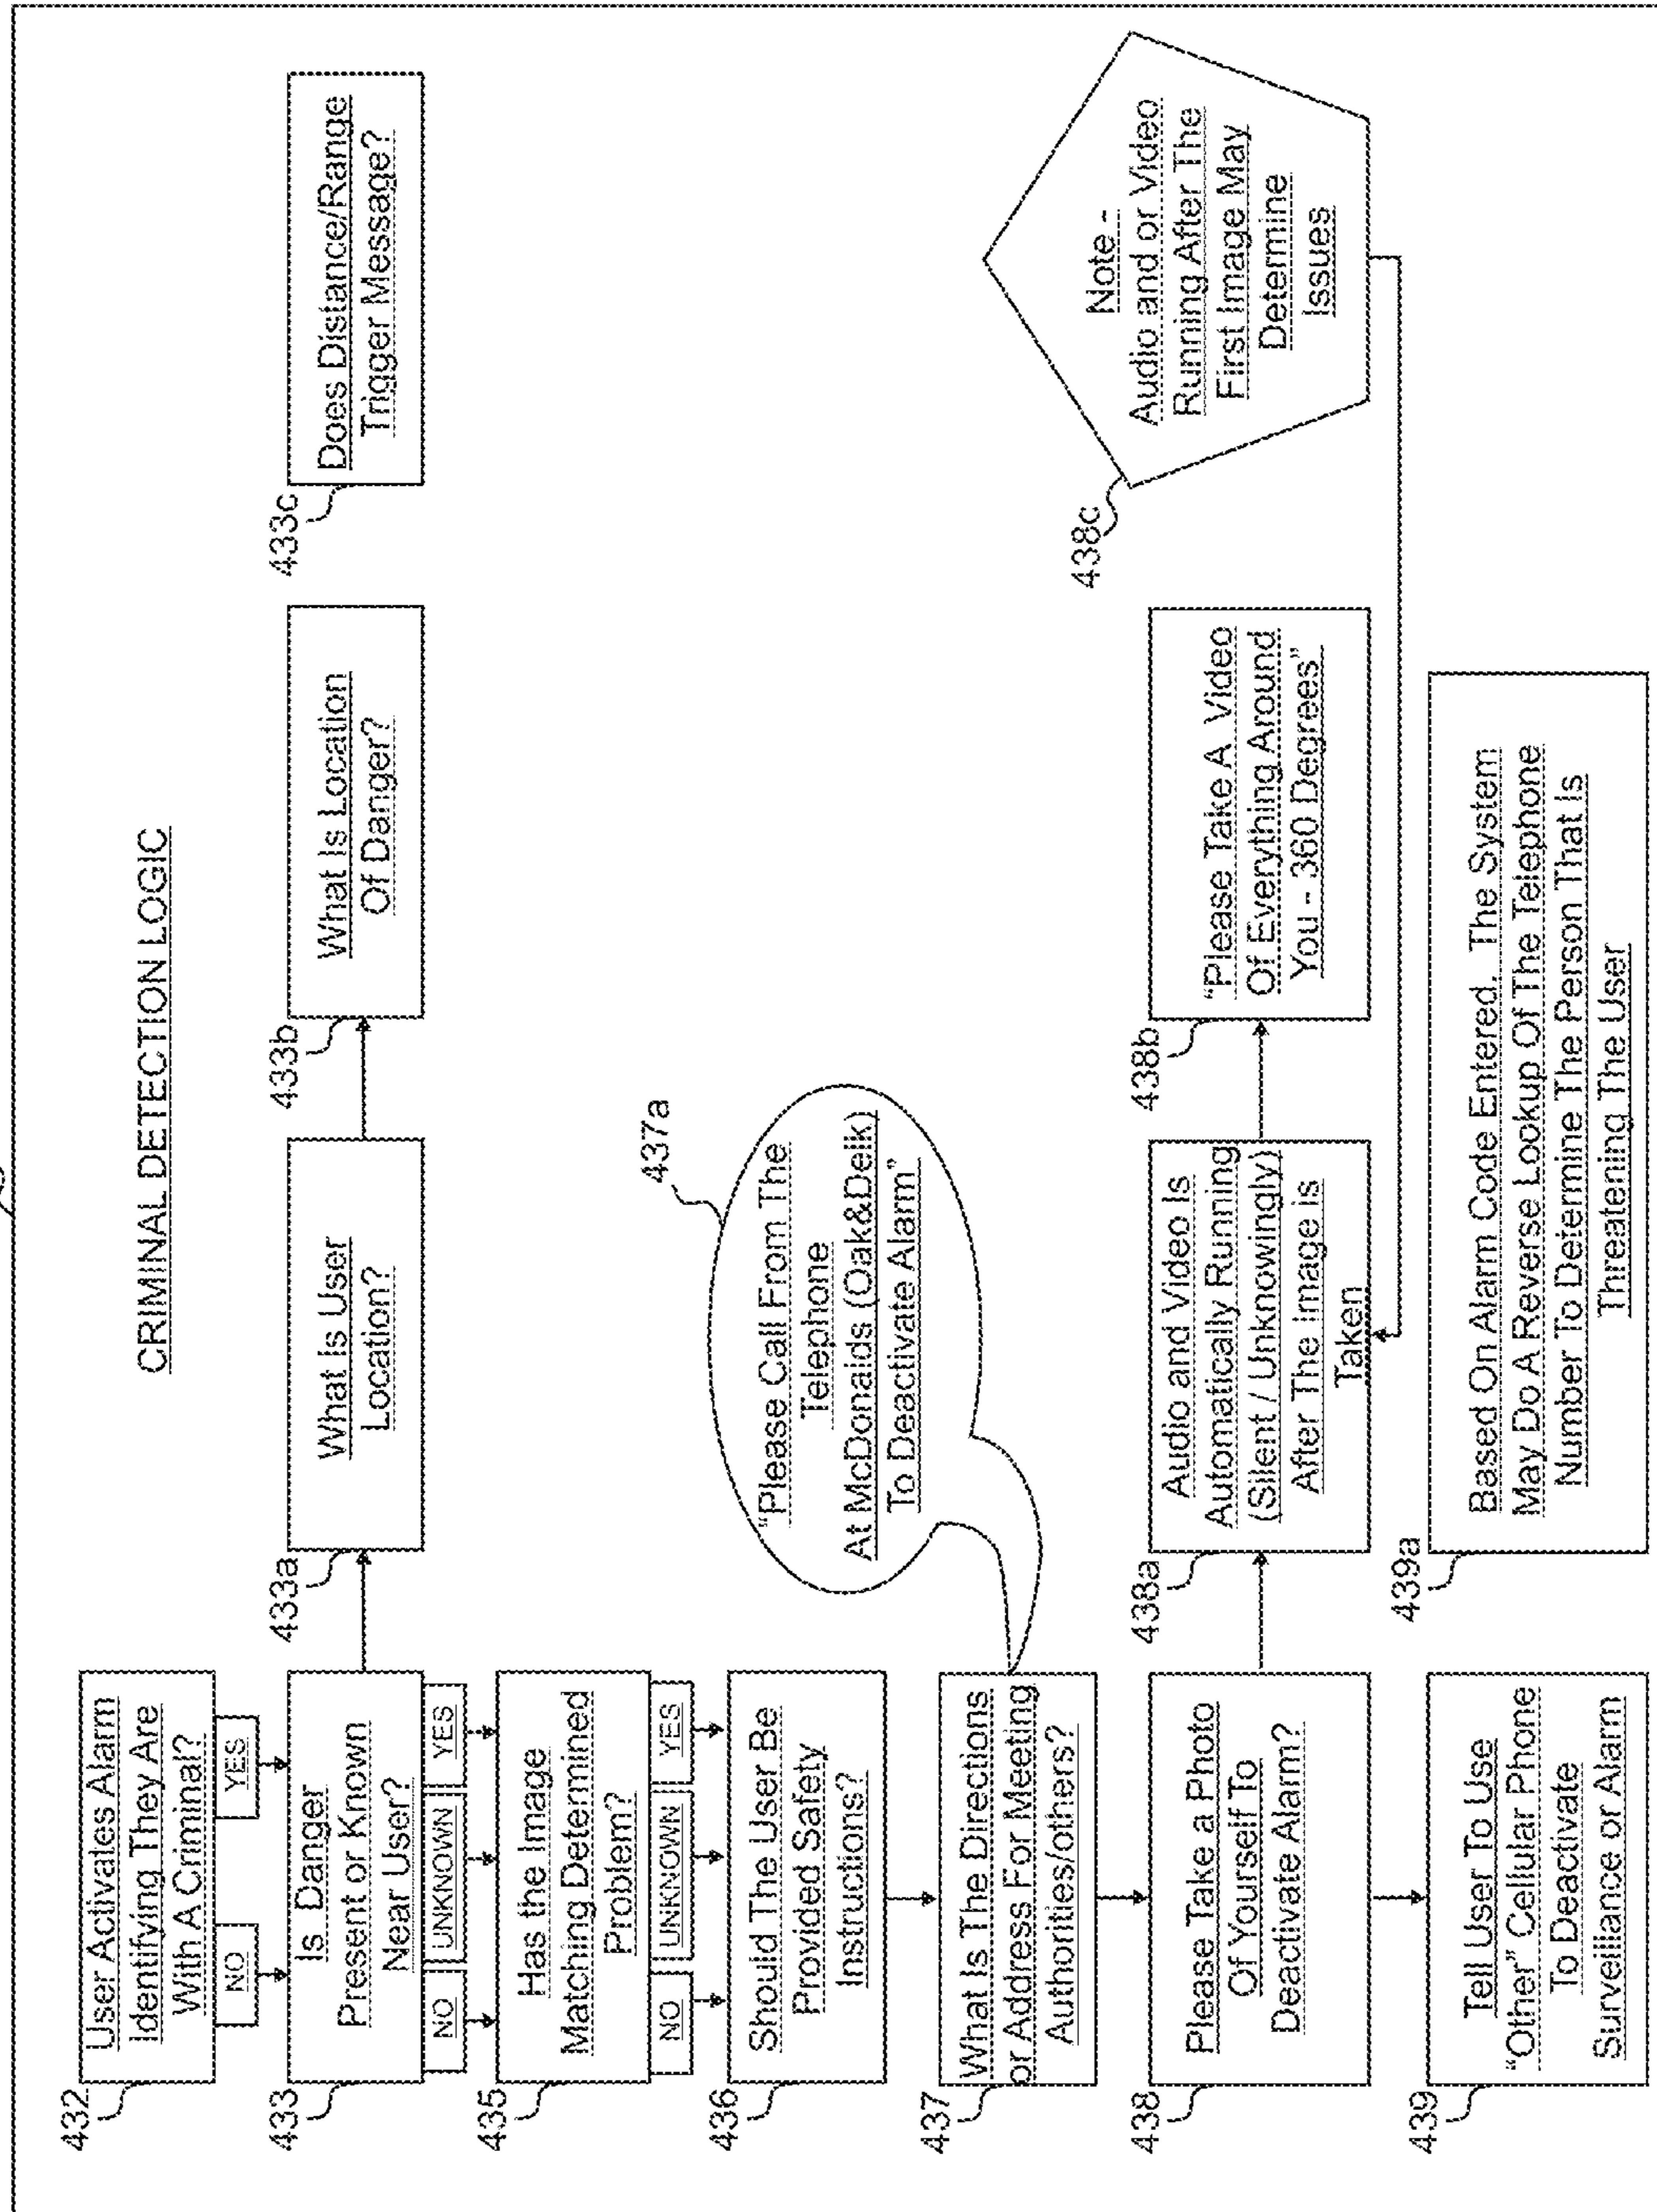 CRIMINAL DETECTION LOGIC
432
User Activates Alarm
Identifying They Are
With A Criminal?
NO
YES
433
Is Danger
Present or Known
Near User?
NO
UNKNOWN
YES
433a
What Is User
Location?
433b
What Is Location
Of Danger?
433c
Does Distance/Range
Trigger Message?
435
Has the Image
Matching Determined
Problem?
NO
UNKNOWN
YES
436
Should The User Be
Provided Safety
Instructions?
437
What Is The Directions
or Address For Meeting
Authorities/others?
437a
"Please Call From The
Telephone
At McDonalds (Oak&Delk)
To Deactivate Alarm"
438
Please Take a Photo
Of Yourself To
Deactivate Alarm?
438a
Audio and Video Is
Automatically Running
(Silent / Unknowingly)
After The Image Is
Taken
438b
"Please Take A Video
Of Everything Around
You - 360 Degrees"
438c
Note -
Audio and or Video
Running After The
First Image May
Determine
Issues
439
Tell User To Use
"Other" Cellular Phone
To Deactivate
Surveillance or Alarm
439a
Based On Alarm Code Entered. The System
May Do A Reverse Lookup Of The Telephone
Number To Determine The Person That Is
Threatening The User